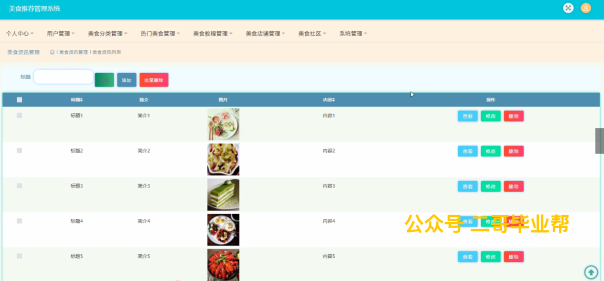 美食推荐管理系统
个人中心 用户管理 美食分类管理 热门美食管理 美食教程管理 美食店铺管理 美食社区 系统管理
美食资讯管理 / 美食资讯管理 / 美食资讯列表
标题 添加 批量删除
标题 简介 图片 内容 操作
标题1 简介1 内容1 查看 修改 删除
标题2 简介2 内容2 查看 修改 删除
标题3 简介3 内容3 查看 修改 删除
标题4 简介4 内容4 查看 修改 删除
公众号 二哥毕业帮
标题5 简介5 内容5 查看 修改 删除